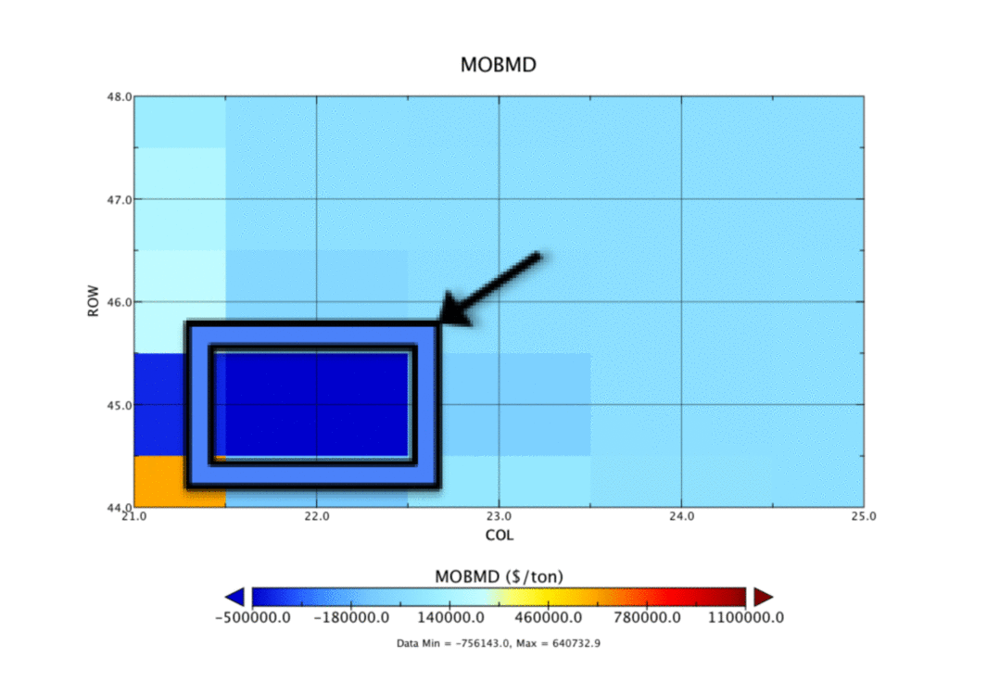 MOBMD
48.0
47.0
46.0
45.0
44.0
ROW
21.0 22.0 23.0 24.0 25.0
COL
MOBMD ($/ton)
-500000.0 -180000.0 140000.0 460000.0 780000.0 1100000.0
Data Min = -756143.0, Max = 640732.9